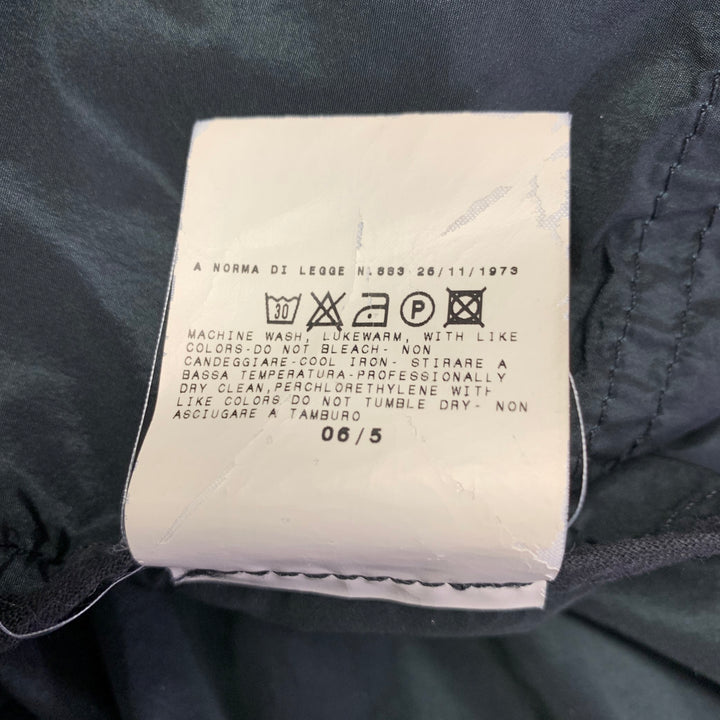 A NORMA DI LEGGE N.883 26/11/1973
30 P
MACHINE WASH, LUKEWARM, WITH LIKE
COLORS-DO NOT BLEACH- NON
CANDEGGIARE-COOL IRON- STIRARE A
BASSA TEMPERATURA-PROFESSIONALLY
DRY CLEAN,PERCHLORETHYLENE WITH
LIKE COLORS DO NOT TUMBLE DRY- NON
ASCIUGARE A TAMBURO
06/5